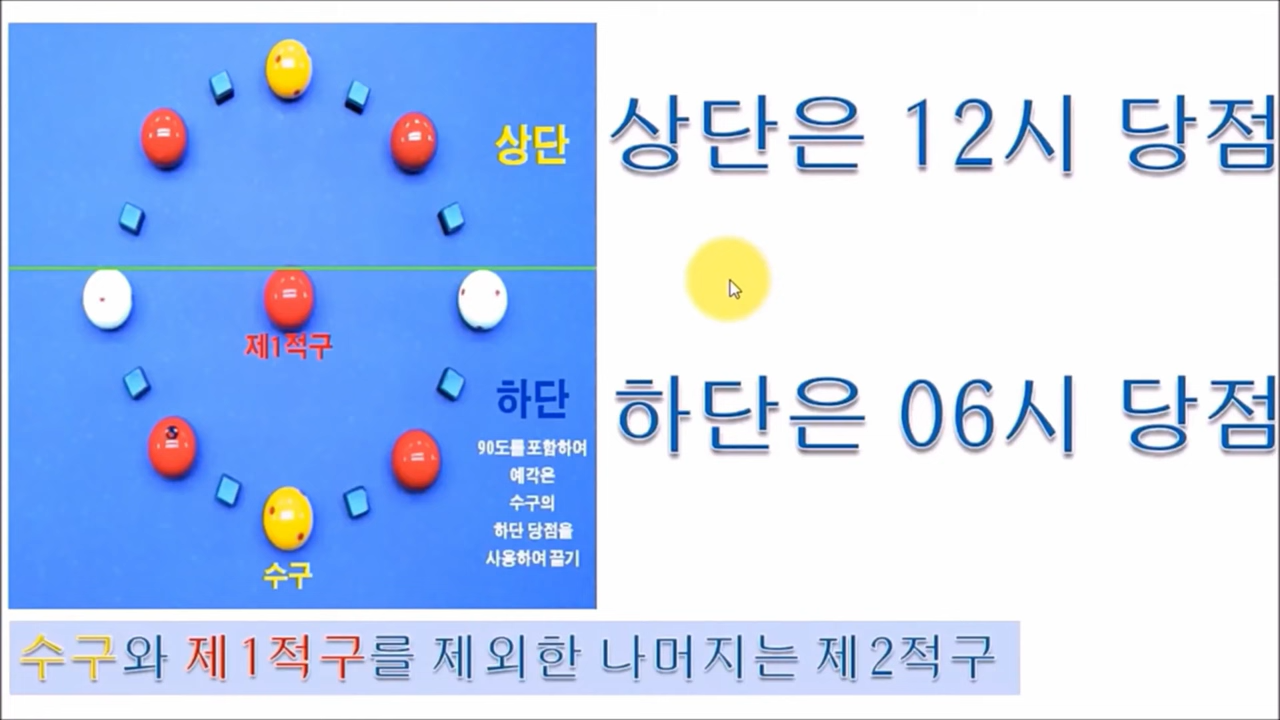 상단
상단은 12시 당점
제1적구
하단
하단은 06시 당점
90도를 포함하여
예각은
수구의
하단 당점을
사용하여 끌기
수구
수구와 제1적구를 제외한 나머지는 제2적구